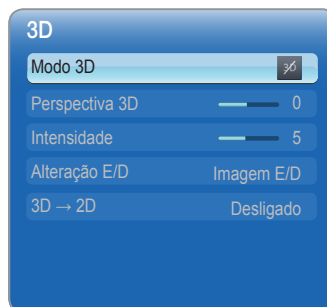 3D
Modo 3D
Perspectiva 3D 0
Intensidade 5
Alteração E/D Imagem E/D
3D → 2D Desligado